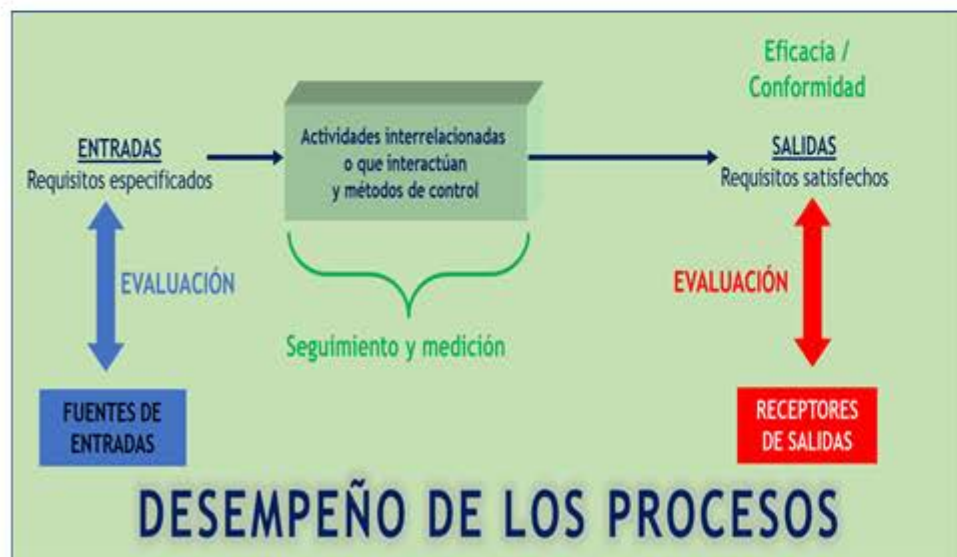 Eficacia /
Conformidad
ENTRADAS
Requisitos especificados
Actividades interrelacionadas
o que interactúan
y métodos de control
SALIDAS
Requisitos satisfechos
EVALUACIÓN
EVALUACIÓN
Seguimiento y medición
FUENTES DE
ENTRADAS
RECEPTORES
DE SALIDAS
DESEMPEÑO DE LOS PROCESOS